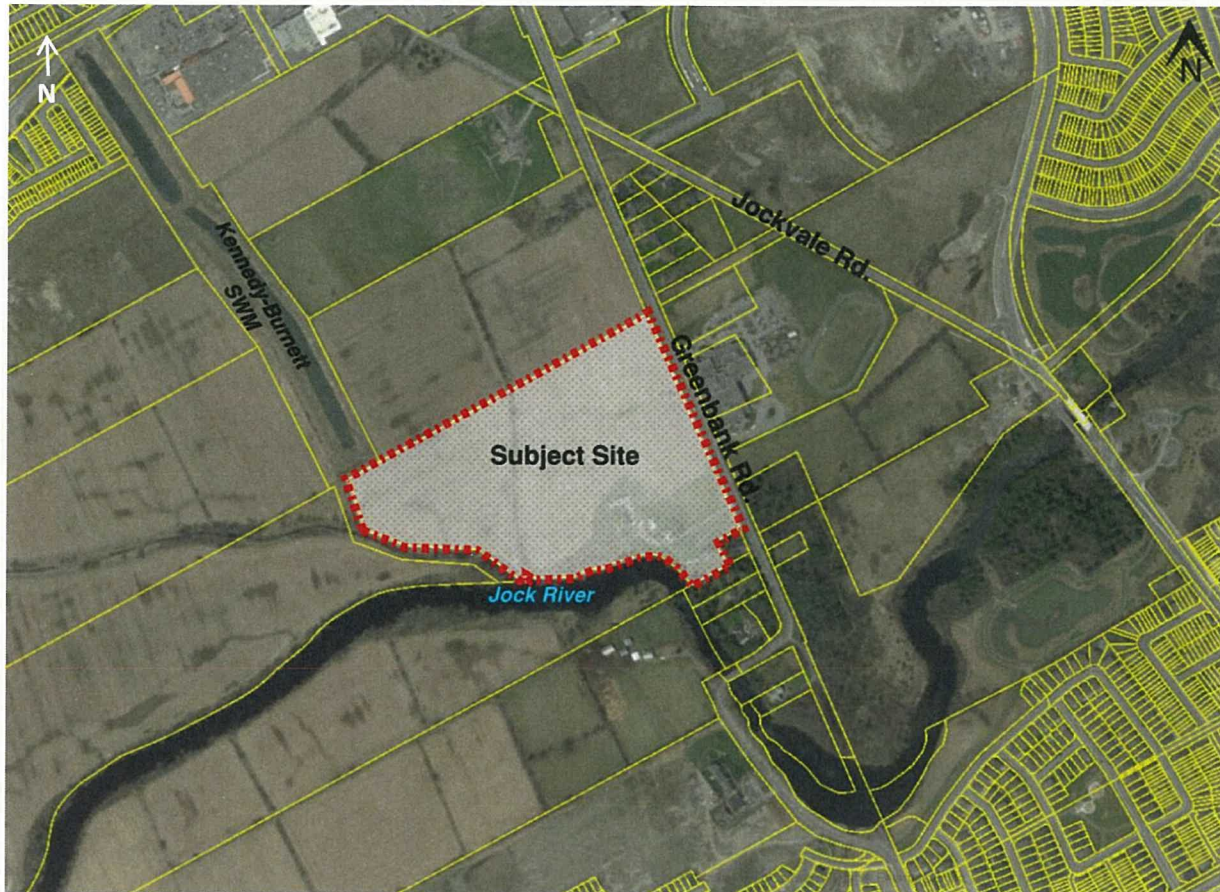 N
N
Jockvale Rd.
Kennedy-Burnett
SWM
Greenbank Rd.
Subject Site
Jock River